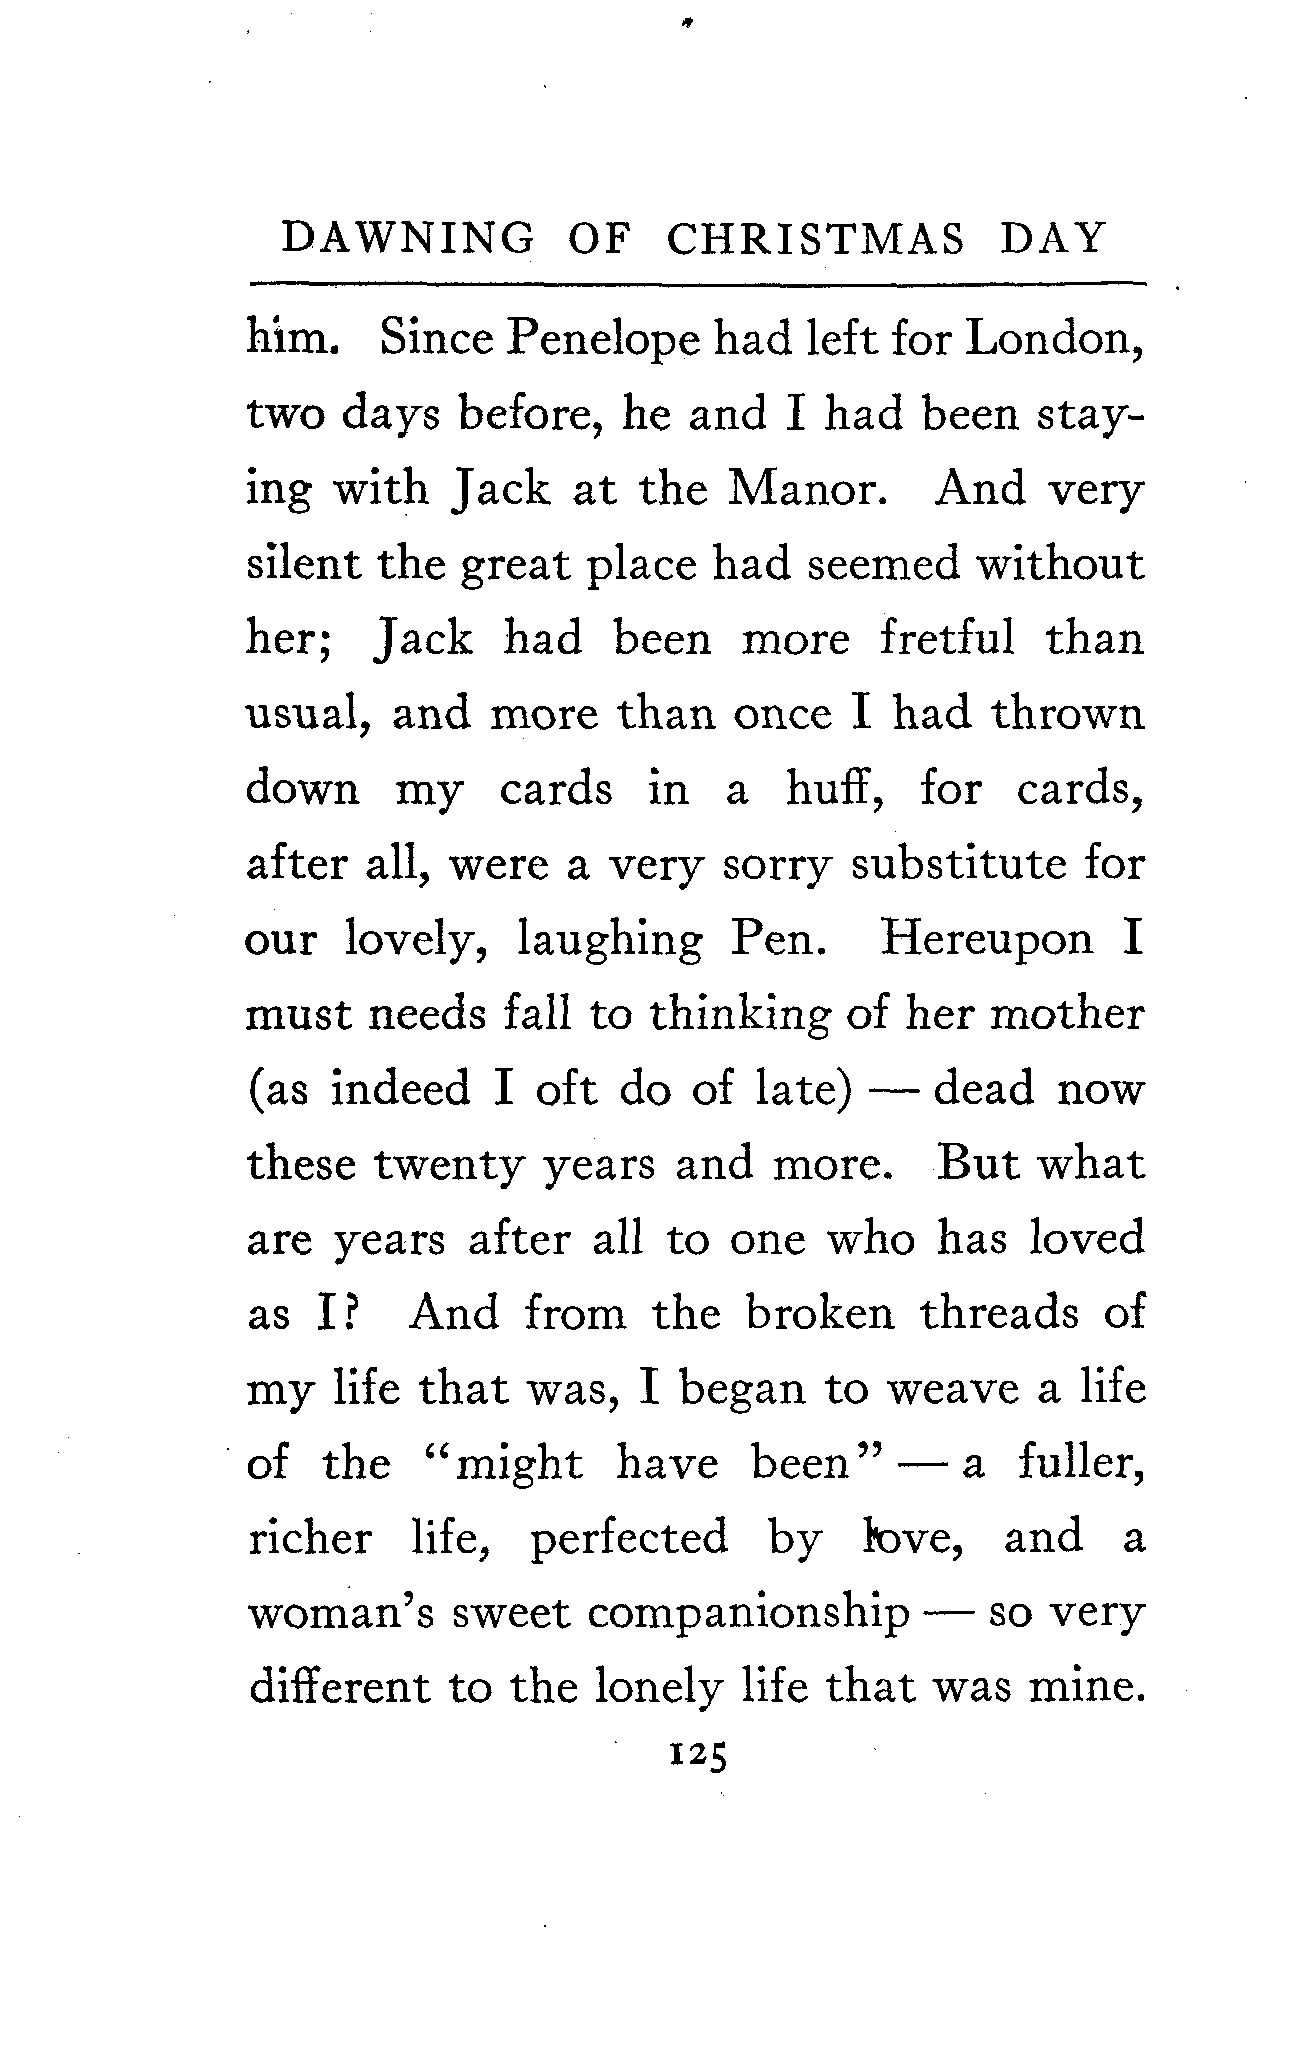 DAWNING OF CHRISTMAS DAY
him. Since Penelope had left for London,
two days before, he and I had been stay-
ing with Jack at the Manor. And very
silent the great place had seemed without
her; Jack had been more fretful than
usual, and more than once I had thrown
down my cards in a huff, for cards,
after all, were a very sorry substitute for
our lovely, laughing Pen. Hereupon I
must needs fall to thinking of her mother
(as indeed I oft do of late) — dead now
these twenty years and more. But what
are years after all to one who has loved
as I? And from the broken threads of
my life that was, I began to weave a life
of the "might have been" — a fuller,
richer life, perfected by love, and a
woman's sweet companionship — so very
different to the lonely life that was mine.
125